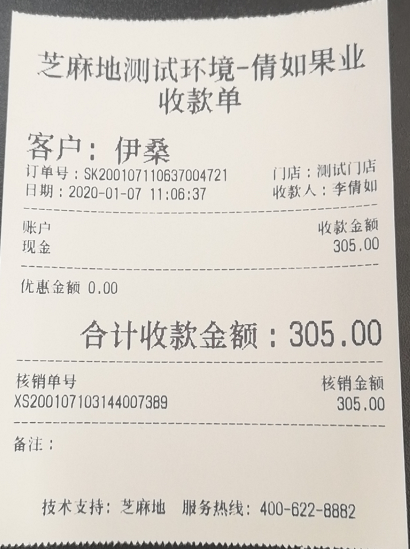 芝麻地测试环境-倩如果业
收款单
客户: 伊桑
订单号:SK200107110637004721 门店:测试门店
日期:2020-01-07 11:06:37 收款人:李倩如
账户 收款金额
现金 305.00
优惠金额 0.00
合计收款金额:305.00
核销单号 核销金额
XS200107103144007389 305.00
备注:
技术支持: 芝麻地 服务热线: 400-622-8882